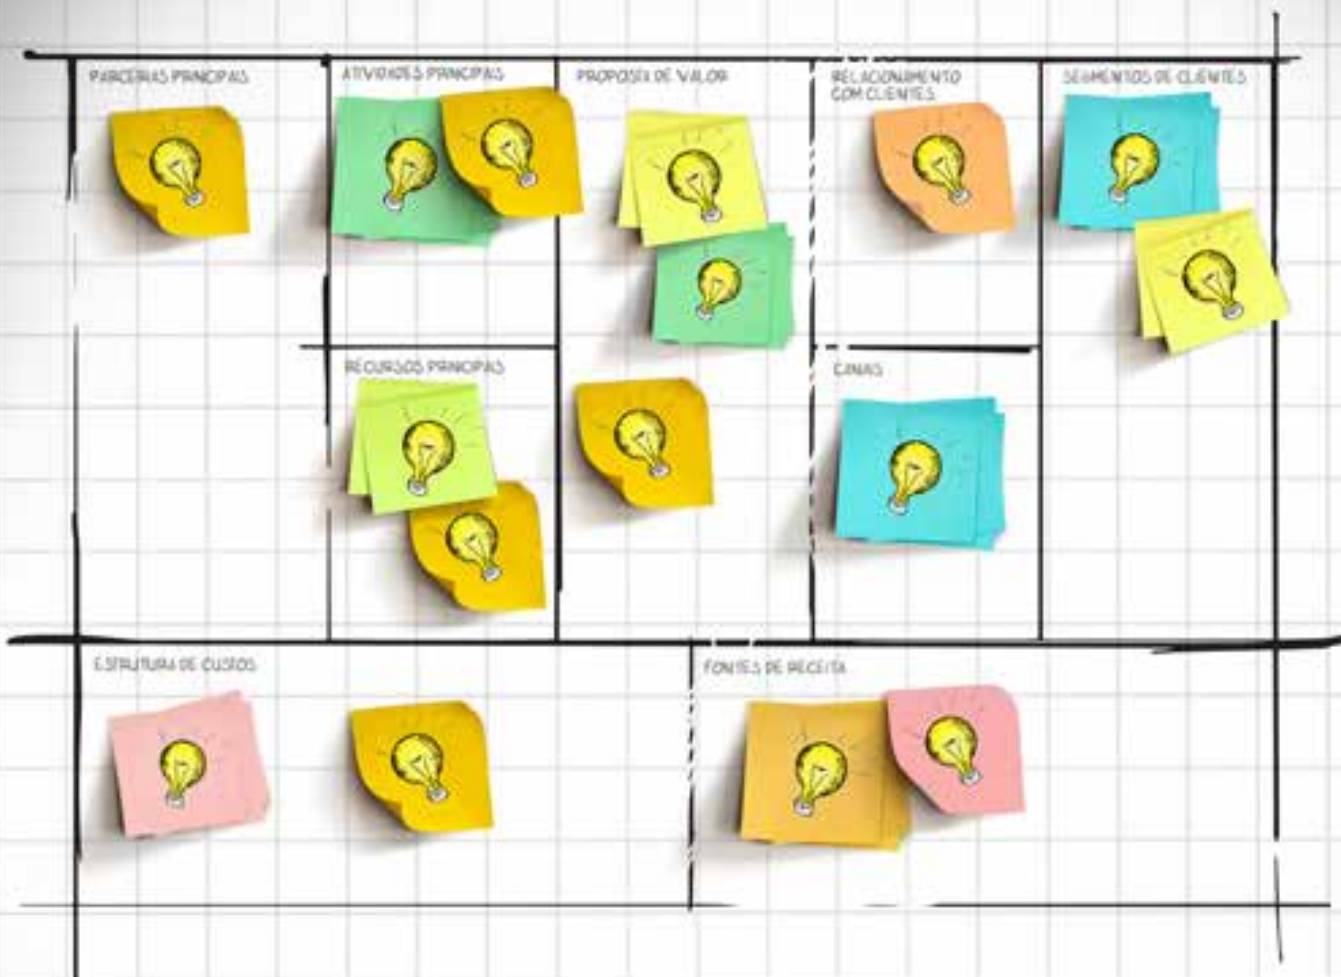 PARCERIAS PRINCIPAIS
ATIVIDADES PRINCIPAIS
PROPOSTA DE VALOR
RELACIONAMENTO
COM CLIENTES
SEGMENTOS DE CLIENTES
RECURSOS PRINCIPAIS
CANAIS
ESTRUTURA DE CUSTOS
FONTES DE RECEITA